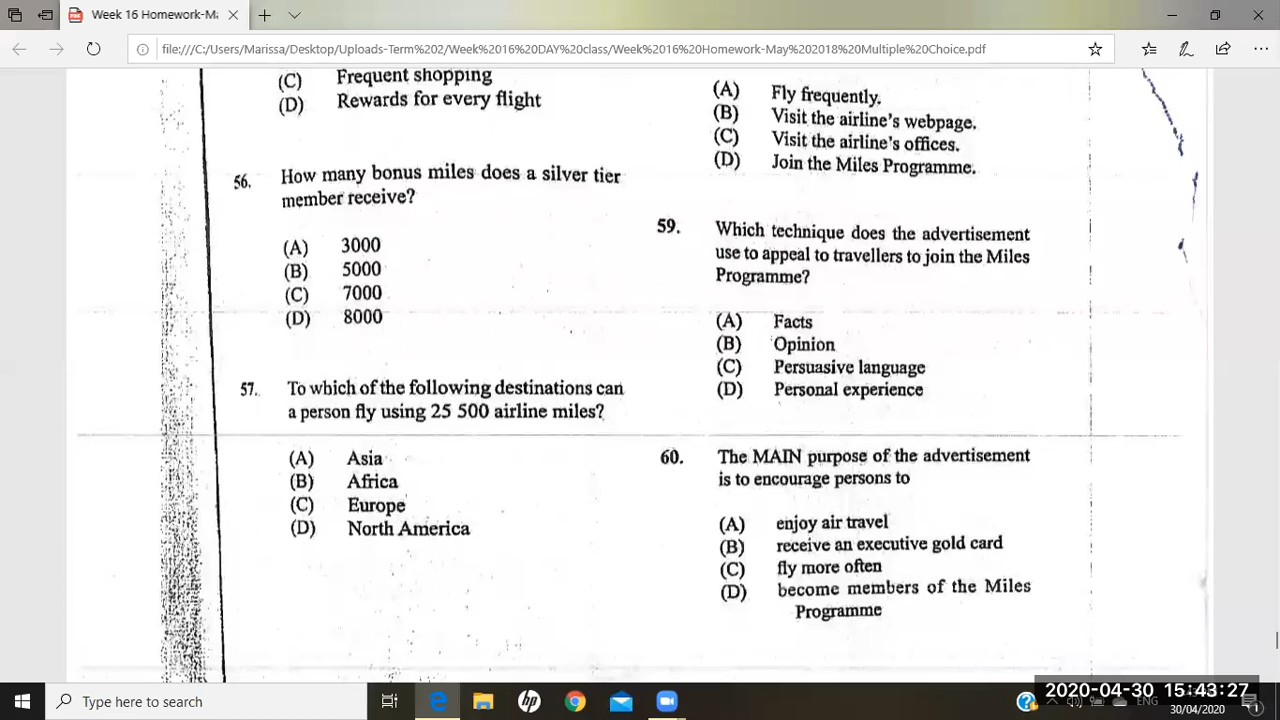 Week 16 Homework-Ma
file:///C:/Users/Marissa/Desktop/Uploads-Term%202/Week%2016%20DAY%20class/Week%2016%20Homework-May%202018%20Multiple%20Choice.pdf
(C) Frequent shopping
(D) Rewards for every flight
56. How many bonus miles does a silver tier
member receive?
(A) 3000
(B) 5000
(C) 7000
(D) 8000
57. To which of the following destinations can
a person fly using 25 500 airline miles?
(A) Asia
(B) Africa
(C) Europe
(D) North America
(A) Fly frequently.
(B) Visit the airline's webpage.
(C) Visit the airline's offices.
(D) Join the Miles Programme.
59. Which technique does the advertisement
use to appeal to travellers to join the Miles
Programme?
(A) Facts
(B) Opinion
(C) Persuasive language
(D) Personal experience
60. The MAIN purpose of the advertisement
is to encourage persons to
(A) enjoy air travel
(B) receive an executive gold card
(C) fly more often
(D) become members of the Miles
Programme
Type here to search
ENG
2020-04-30 15:43:27
30/04/2020